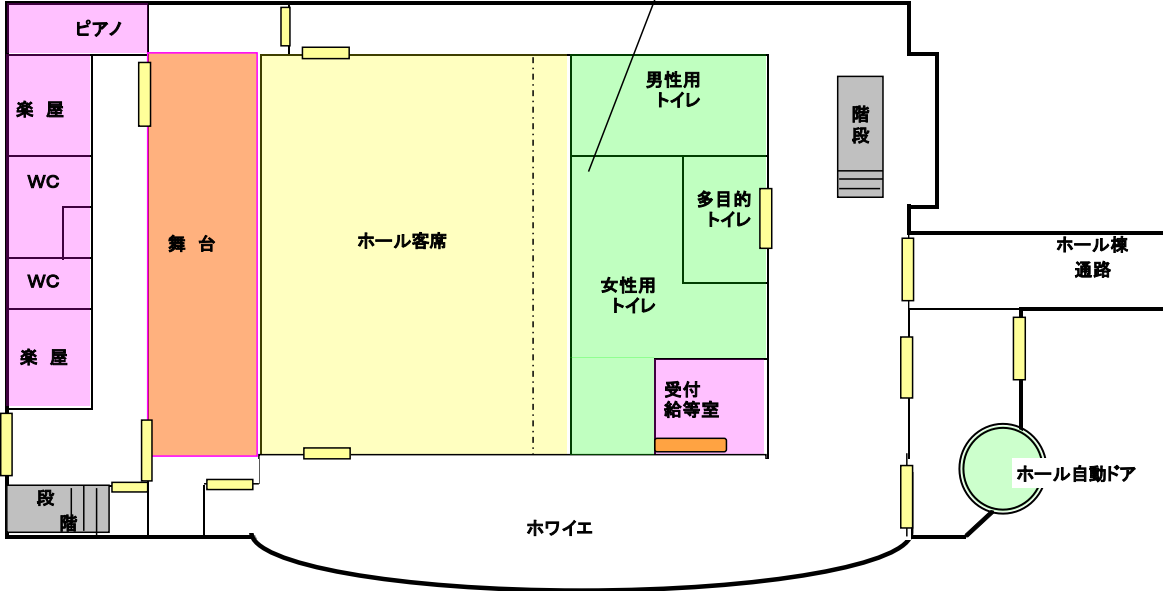 ピアノ
楽 屋
WC
WC
楽 屋
舞 台
ホール客席
男性用
トイレ
多目的
トイレ
女性用
トイレ
受付
給等室
階
段
ホール棟
通路
ホール自動ドア
ホワイエ
段
階